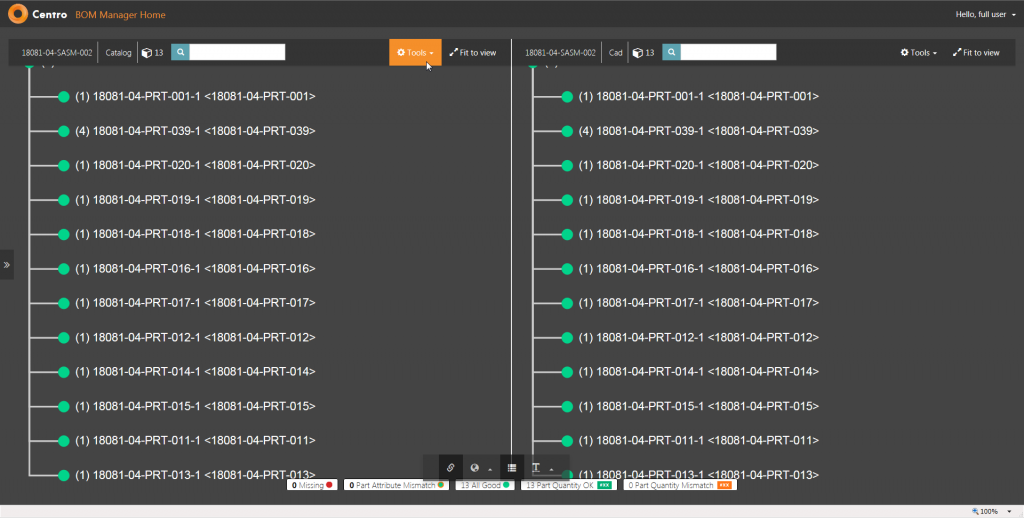 Centro BOM Manager Home Hello, full user
18081-04-SASM-002 Catalog 13 Tools Fit to view
(1) 18081-04-PRT-001-1 <18081-04-PRT-001>
(4) 18081-04-PRT-039-1 <18081-04-PRT-039>
(1) 18081-04-PRT-020-1 <18081-04-PRT-020>
(1) 18081-04-PRT-019-1 <18081-04-PRT-019>
(1) 18081-04-PRT-018-1 <18081-04-PRT-018>
(1) 18081-04-PRT-016-1 <18081-04-PRT-016>
(1) 18081-04-PRT-017-1 <18081-04-PRT-017>
(1) 18081-04-PRT-012-1 <18081-04-PRT-012>
(1) 18081-04-PRT-014-1 <18081-04-PRT-014>
(1) 18081-04-PRT-015-1 <18081-04-PRT-015>
(1) 18081-04-PRT-011-1 <18081-04-PRT-011>
(1) 18081-04-PRT-013-1 <18081-04-PRT-013>
18081-04-SASM-002 Cad 13 Tools Fit to view
(1) 18081-04-PRT-001-1 <18081-04-PRT-001>
(4) 18081-04-PRT-039-1 <18081-04-PRT-039>
(1) 18081-04-PRT-020-1 <18081-04-PRT-020>
(1) 18081-04-PRT-019-1 <18081-04-PRT-019>
(1) 18081-04-PRT-018-1 <18081-04-PRT-018>
(1) 18081-04-PRT-016-1 <18081-04-PRT-016>
(1) 18081-04-PRT-017-1 <18081-04-PRT-017>
(1) 18081-04-PRT-012-1 <18081-04-PRT-012>
(1) 18081-04-PRT-014-1 <18081-04-PRT-014>
(1) 18081-04-PRT-015-1 <18081-04-PRT-015>
(1) 18081-04-PRT-011-1 <18081-04-PRT-011>
(1) 18081-04-PRT-013-1 <18081-04-PRT-013>
0 Missing 0 Part Attribute Mismatch 13 All Good 13 Part Quantity OK xxx 0 Part Quantity Mismatch xxx
100%